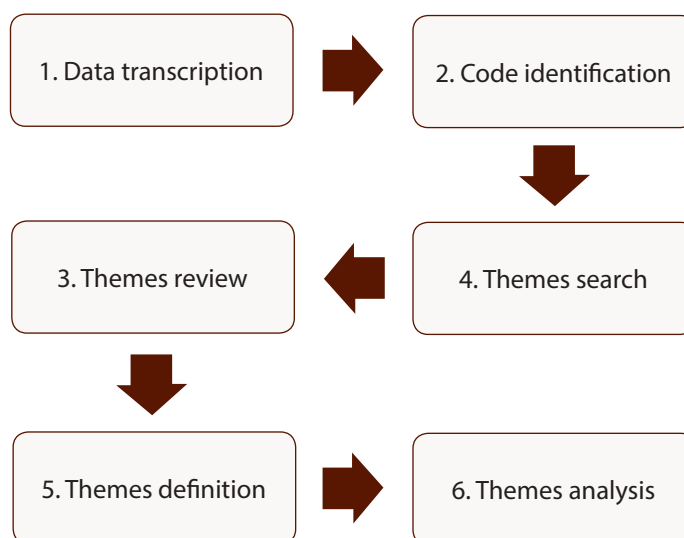 1. Data transcription
2. Code identification
3. Themes review
4. Themes search
5. Themes definition
6. Themes analysis